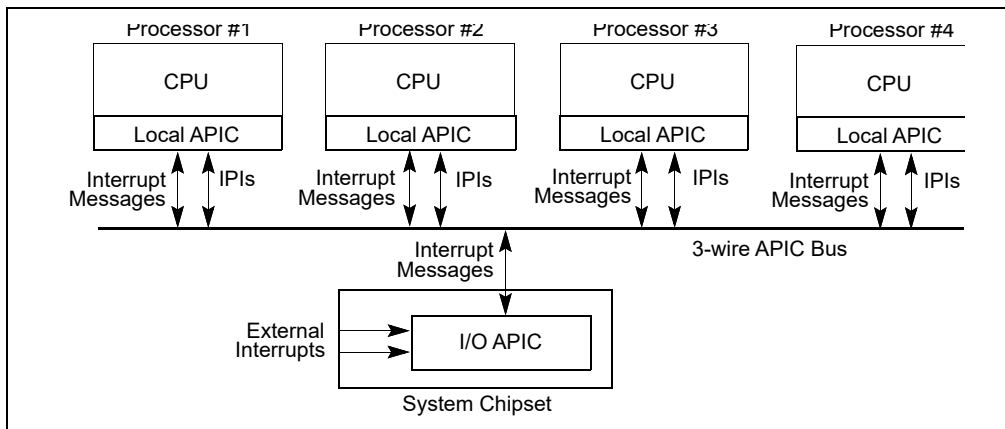 Processor #1
Processor #2
Processor #3
Processor #4
CPU
CPU
CPU
CPU
Local APIC
Local APIC
Local APIC
Local APIC
Interrupt
Messages
IPIs
Interrupt
Messages
IPIs
Interrupt
Messages
IPIs
Interrupt
Messages
IPIs
Interrupt
Messages
3-wire APIC Bus
External
Interrupts
I/O APIC
System Chipset